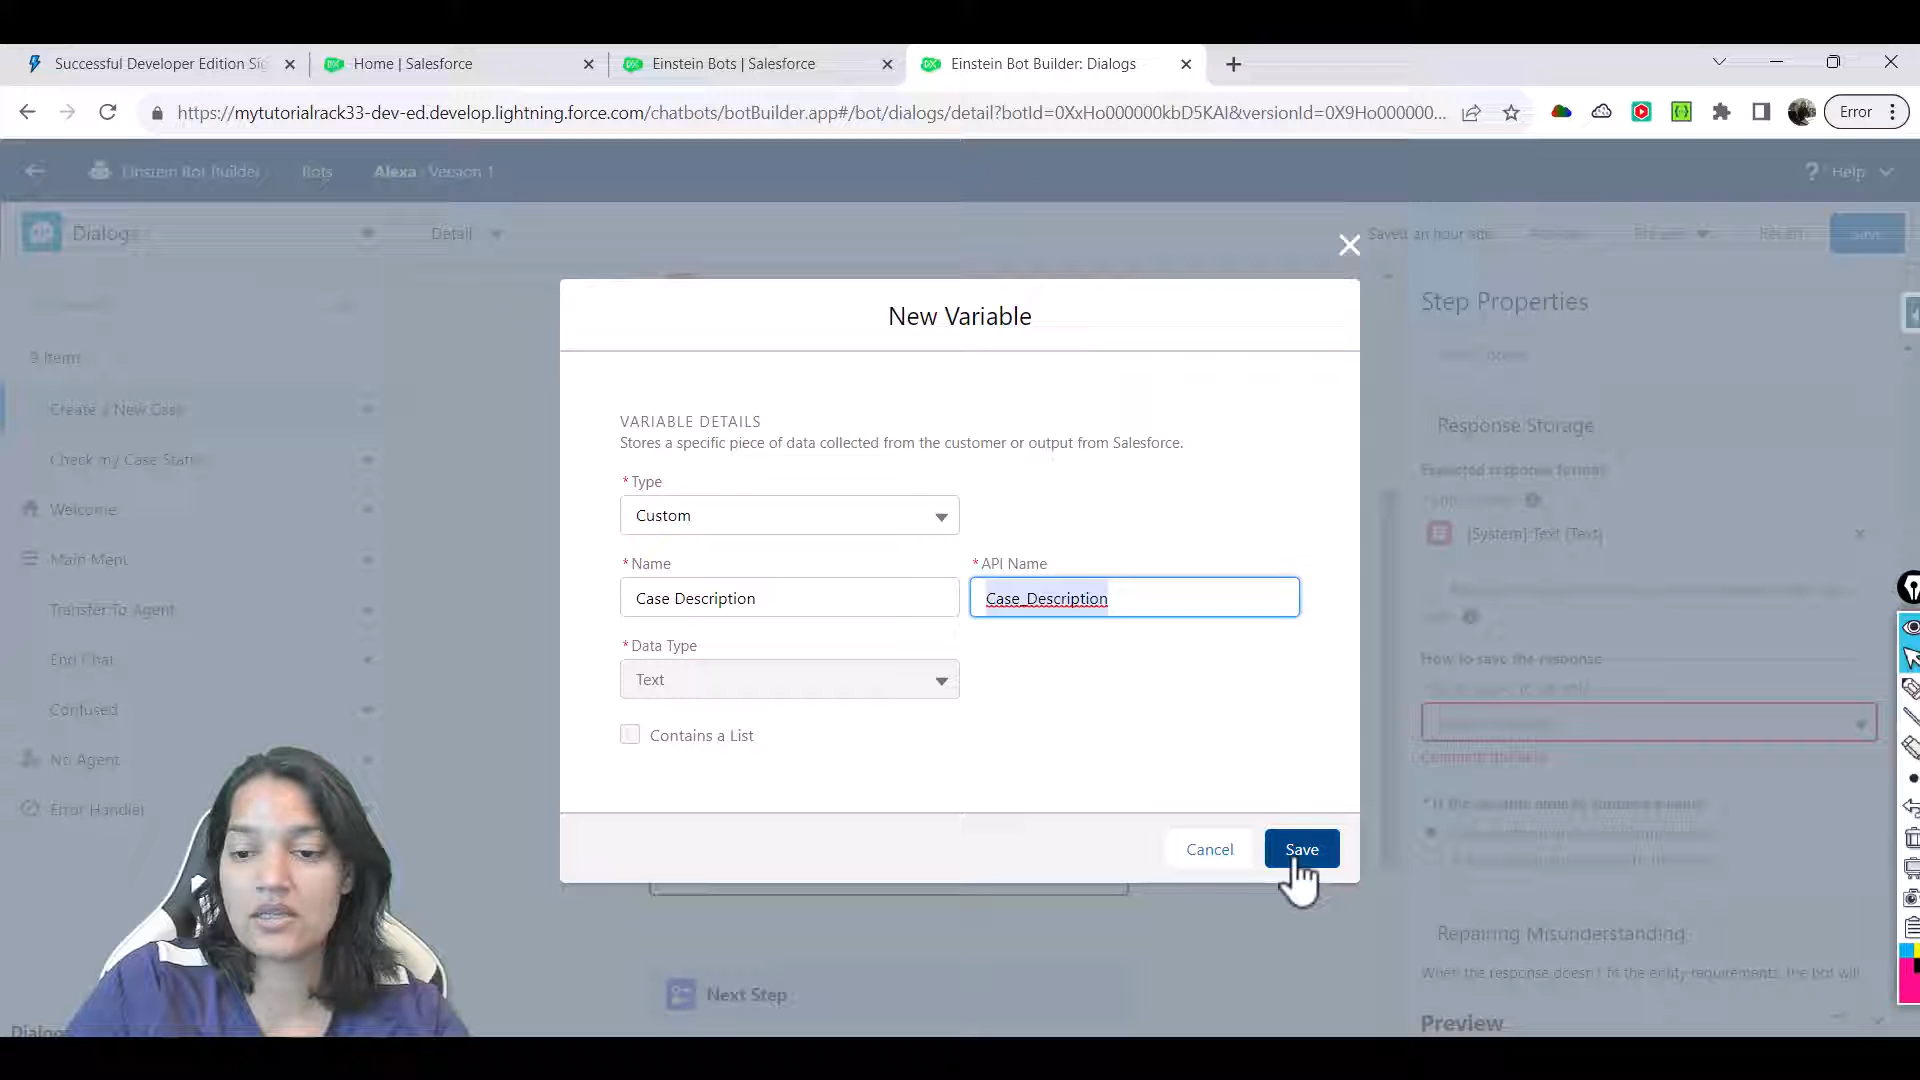 Successful Developer Edition Sig
Home | Salesforce
Einstein Bots | Salesforce
Einstein Bot Builder: Dialogs
https://mytutorialrack33-dev-ed.develop.lightning.force.com/chatbots/botBuilder.app#/bot/dialogs/detail?botId=0XxHo000000kbD5KAI&versionId=0X9Ho000000...
Error
Einstein Bot Builder
Bots
Alexa Version 1
Help
Dialogs
Detail
Saved an hour ago
Save
Step Properties
9 Item
Create a New Case
Check my Case Status
Welcome
Main Menu
Transfer To Agent
End Chat
Confused
No Agent
Error Handler
New Variable
VARIABLE DETAILS
Stores a specific piece of data collected from the customer or output from Salesforce.
*Type
Custom
*Name
Case Description
*API Name
Case_Description
*Data Type
Text
Contains a List
Cancel
Save
Response Storage
Expected response format
[System] Text (Text)
How to save the response
Repairing Misunderstanding
When the response doesn't fit the entity requirements, the bot will
Next Step
Preview